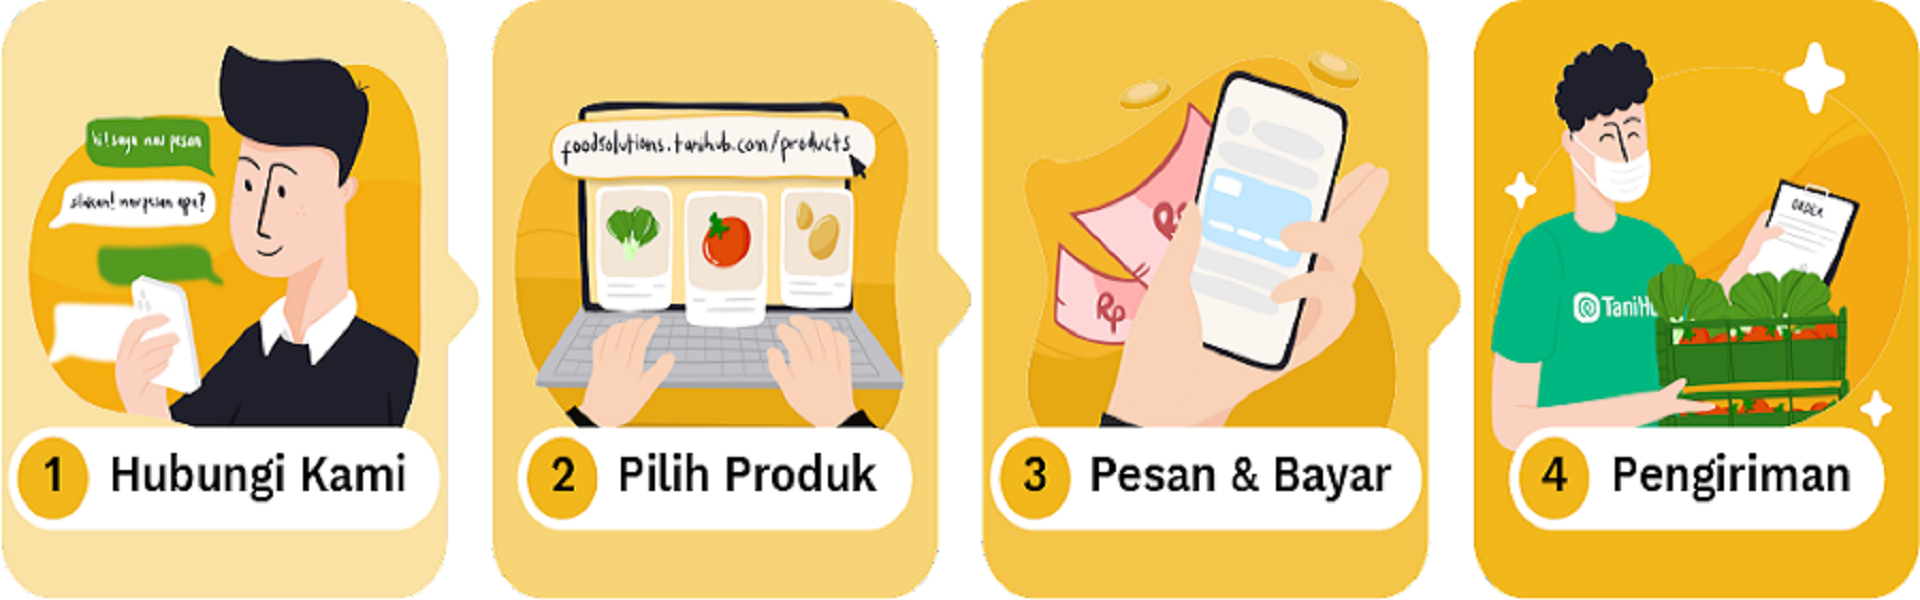 hi! saya mau pesan
silakan! mau pesan apa?
1 Hubungi Kami
foodsolutions.tanihub.com/products
2 Pilih Produk
Rp
Rp
3 Pesan & Bayar
ORDER
TaniHu
4 Pengiriman